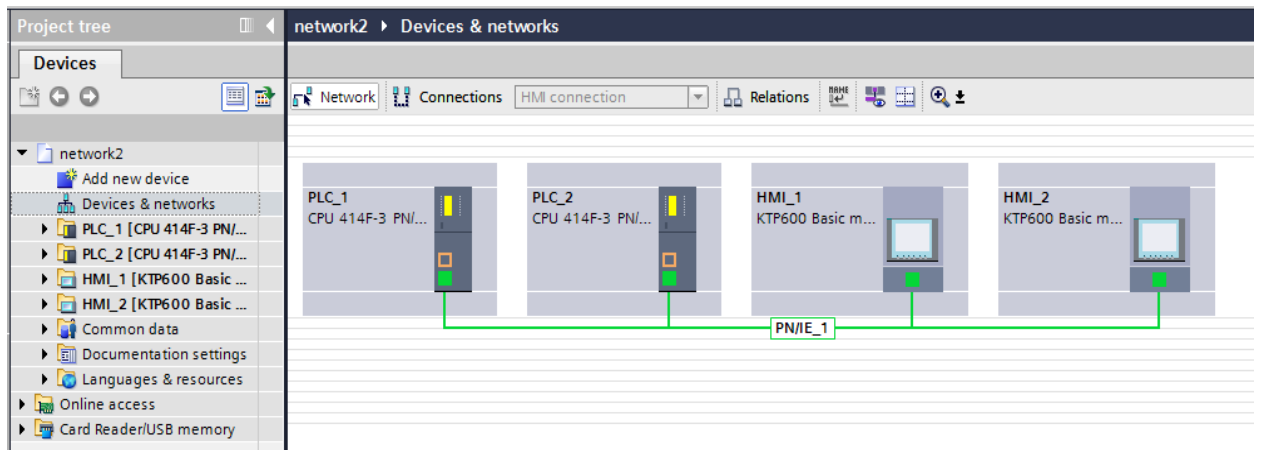 Project tree
network2 ▸ Devices & networks
Devices
Network
Connections
HMI connection
Relations
NAME
network2
Add new device
Devices & networks
PLC_1 [CPU 414F-3 PN/...
PLC_2 [CPU 414F-3 PN/...
HMI_1 [KTP600 Basic ...
HMI_2 [KTP600 Basic ...
Common data
Documentation settings
Languages & resources
Online access
Card Reader/USB memory
PLC_1
CPU 414F-3 PN/...
PLC_2
CPU 414F-3 PN/...
HMI_1
KTP600 Basic m...
HMI_2
KTP600 Basic m...
PN/IE_1